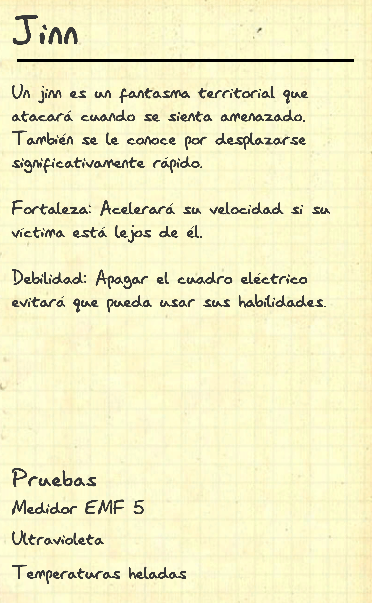 Jinn
Un jinn es un fantasma territorial que
atacará cuando se sienta amenazado.
También se le conoce por desplazarse
significativamente rápido.
Fortaleza: Acelerará su velocidad si su
víctima está lejos de él.
Debilidad: Apagar el cuadro eléctrico
evitará que pueda usar sus habilidades.
Pruebas
Medidor EMF 5
Ultravioleta
Temperaturas heladas